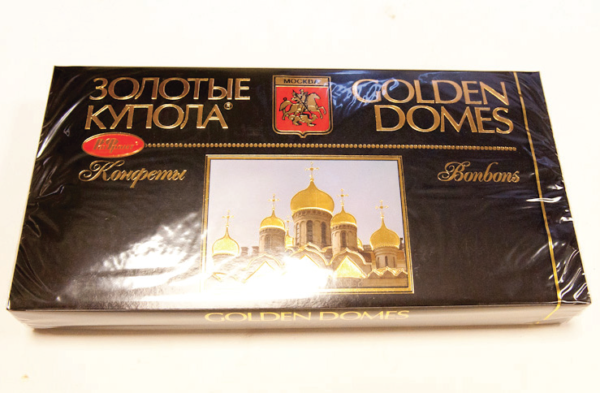 ЗОЛОТЫЕ
КУПОЛА®
МОСКВА
GOLDEN
DOMES
Конфеты
Bonbons
GOLDEN DOMES